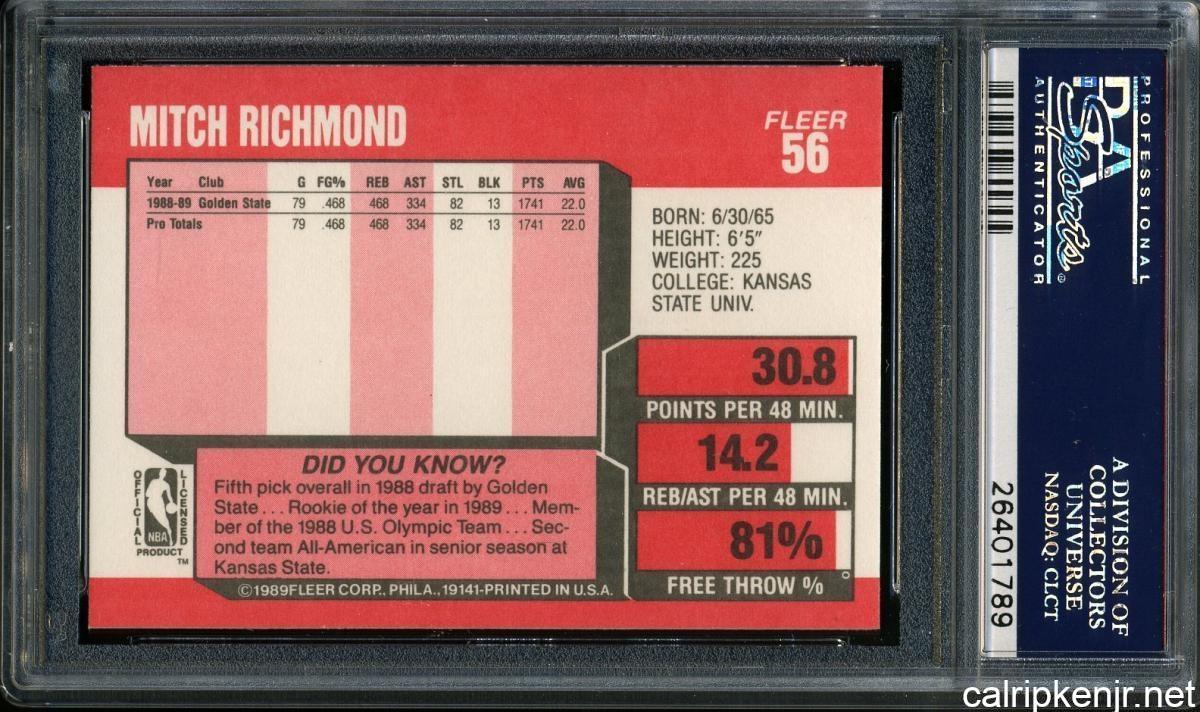 MITCH RICHMOND
FLEER
56
Year Club G FG% REB AST STL BLK PTS AVG
1988-89 Golden State 79 .468 468 334 82 13 1741 22.0
Pro Totals 79 .468 468 334 82 13 1741 22.0
BORN: 6/30/65
HEIGHT: 6'5"
WEIGHT: 225
COLLEGE: KANSAS
STATE UNIV.
30.8
POINTS PER 48 MIN.
14.2
REB/AST PER 48 MIN.
81%
FREE THROW %
DID YOU KNOW?
Fifth pick overall in 1988 draft by Golden
State . . . Rookie of the year in 1989 . . . Mem-
ber of the 1988 U.S. Olympic Team . . . Sec-
ond team All-American in senior season at
Kansas State.
OFFICIAL
NBA
LICENSED
PRODUCT
TM
©1989FLEER CORP., PHILA., 19141-PRINTED IN U.S.A.
PROFESSIONAL
PSA
Sports
AUTHENTICATOR®
A DIVISION OF
COLLECTORS
UNIVERSE
NASDAQ: CLCT
26401789
calripkenjr.net